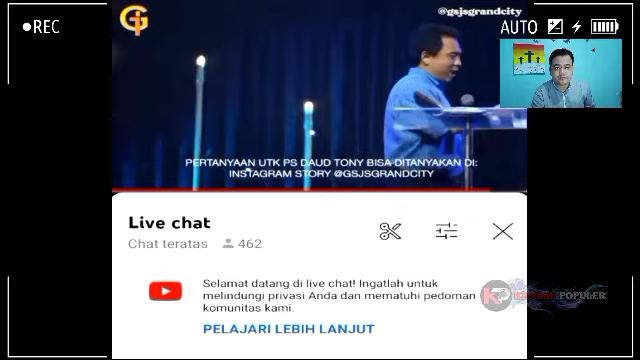 REC
@gsjsgrandcity
AUTO
PERTANYAAN UTK PS DAUD TONY BISA DITANYAKAN DI:
INSTAGRAM STORY @GSJSGRANDCITY
Live chat
Chat teratas 462
Selamat datang di live chat! Ingatlah untuk
melindungi privasi Anda dan mematuhi pedoman
komunitas kami.
PELAJARI LEBIH LANJUT
POPULER